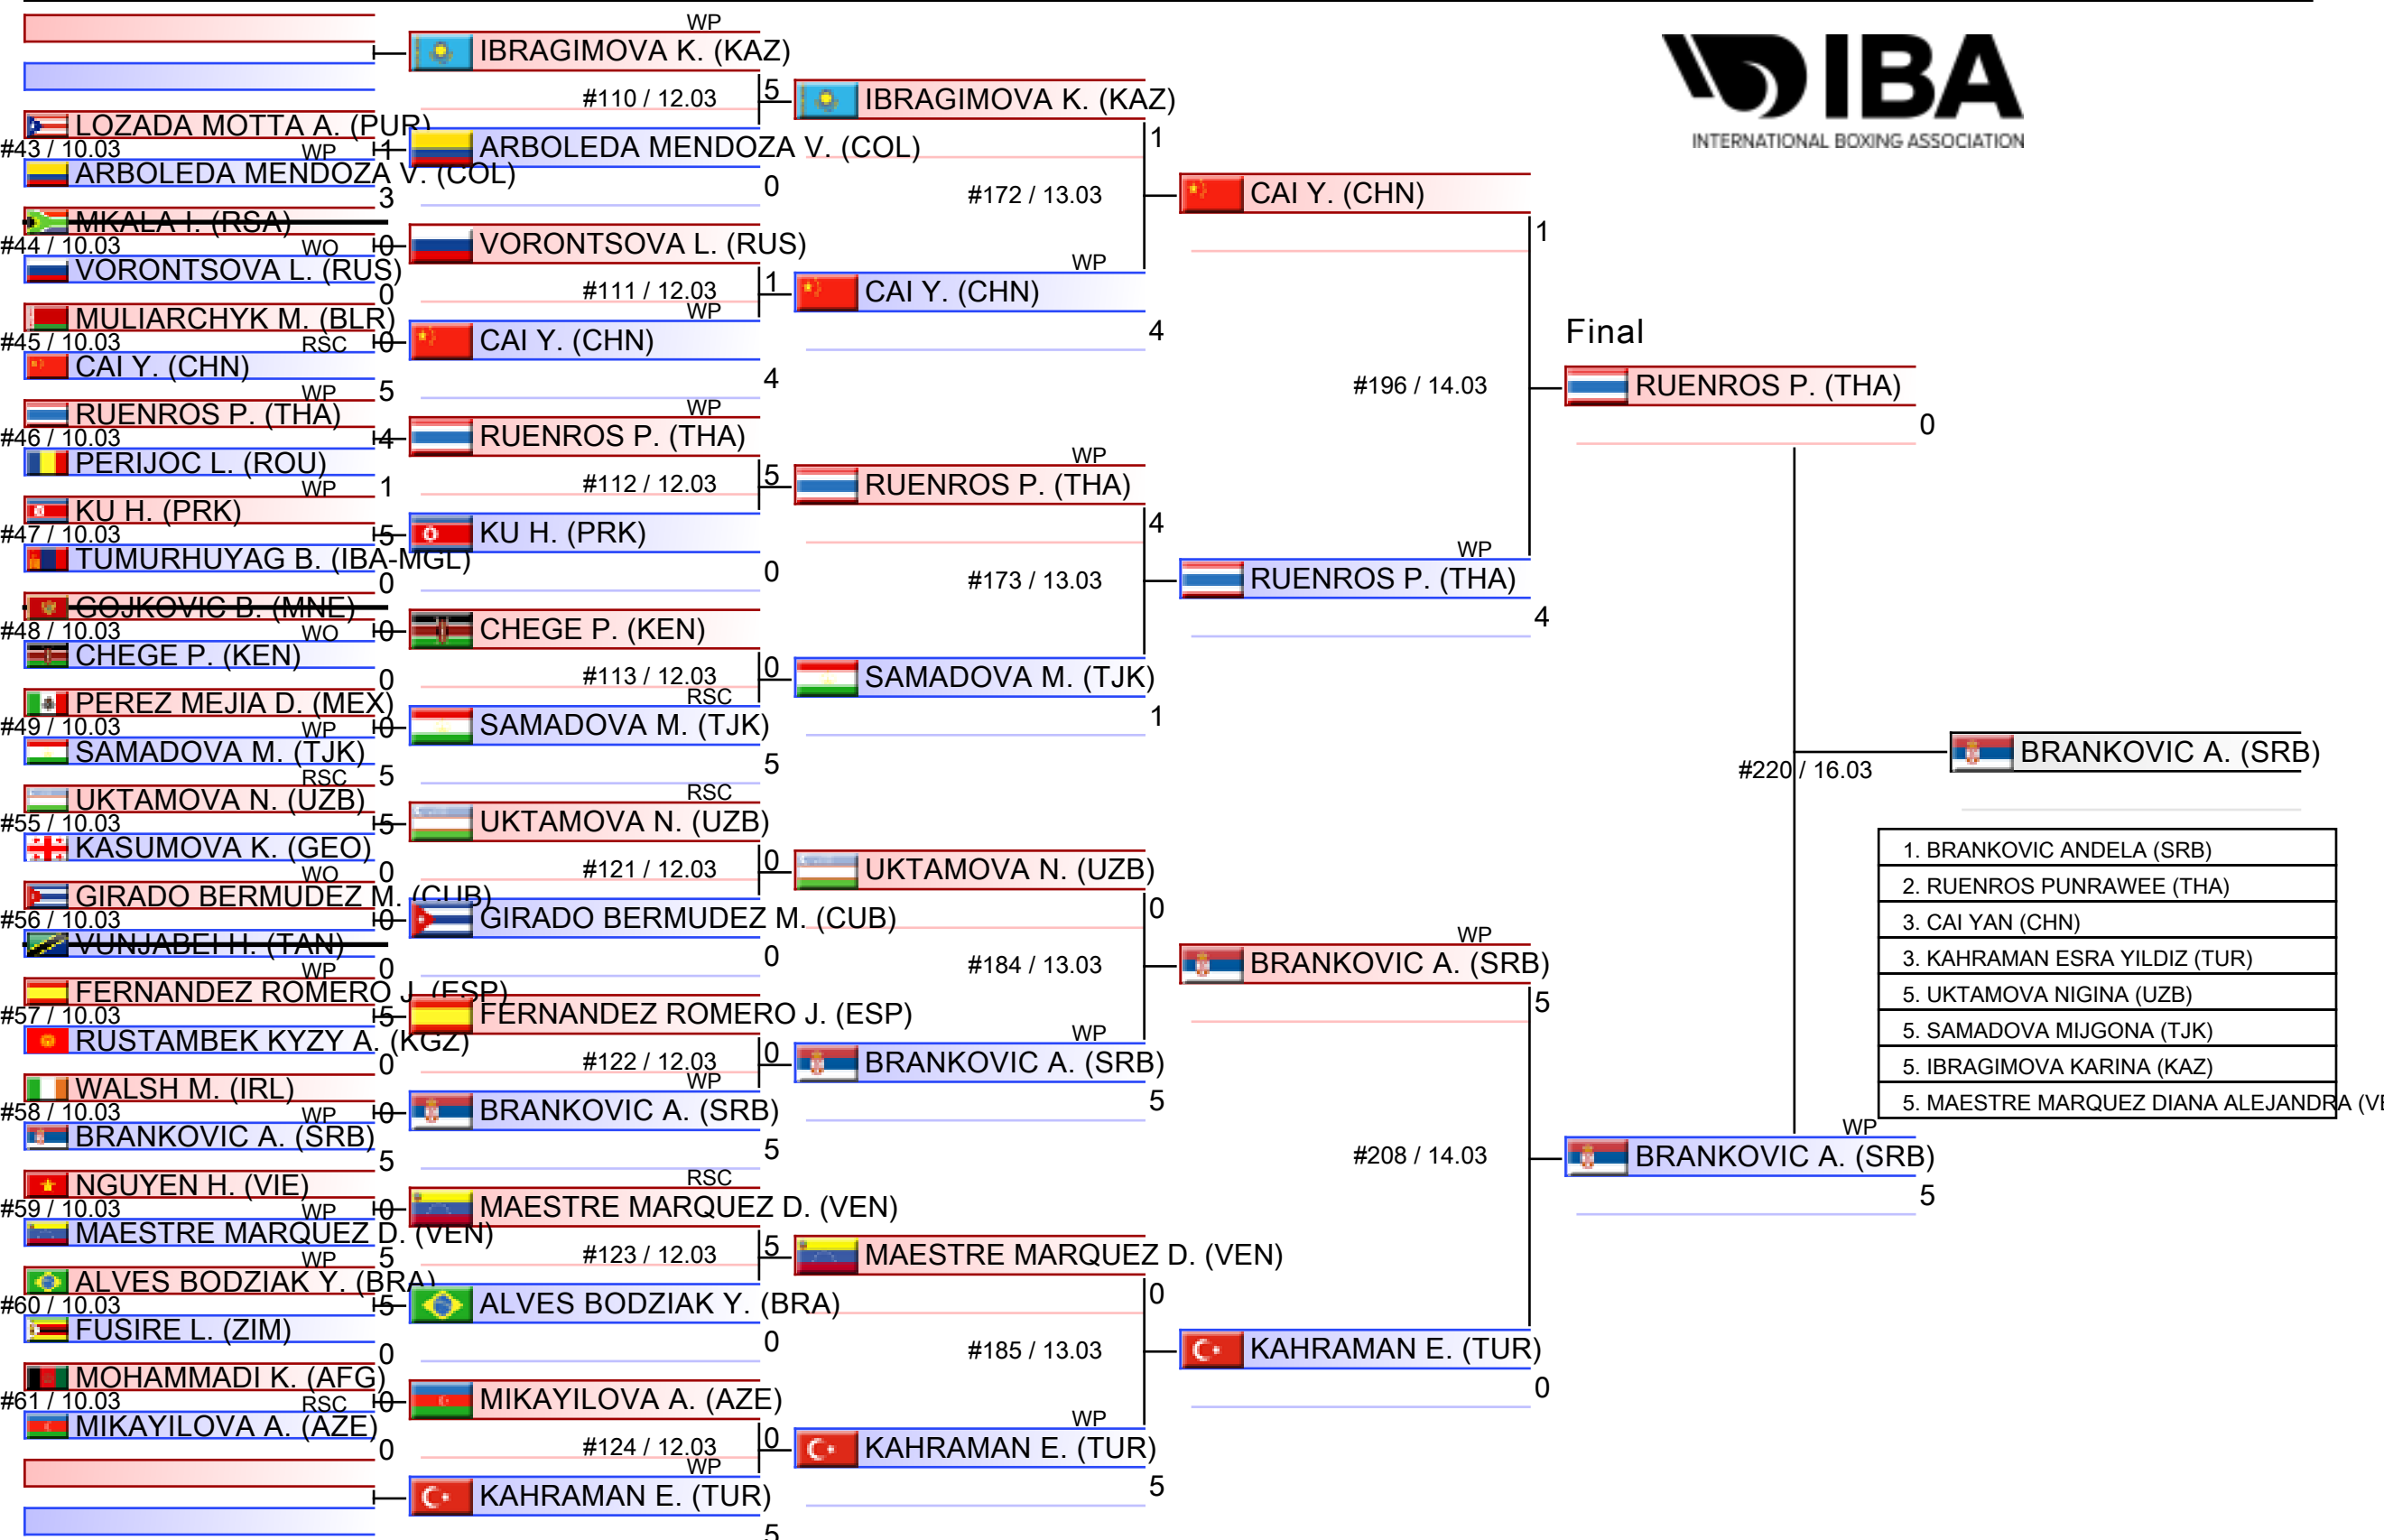 WP
IBRAGIMOVA K. (KAZ)
5
#110 / 12.03
IBRAGIMOVA K. (KAZ)
1
IBA
INTERNATIONAL BOXING ASSOCIATION
LOZADA MOTTA A. (PUR)
#43 / 10.03
WP
1
ARBOLEDA MENDOZA V. (COL)
3
ARBOLEDA MENDOZA V. (COL)
0
#172 / 13.03
CAI Y. (CHN)
1
MKALA I. (RSA)
#44 / 10.03
WO
0
VORONTSOVA L. (RUS)
0
VORONTSOVA L. (RUS)
1
#111 / 12.03
WP
CAI Y. (CHN)
4
MULIARCHYK M. (BLR)
#45 / 10.03
RSC
0
CAI Y. (CHN)
5
WP
CAI Y. (CHN)
4
Final
#196 / 14.03
RUENROS P. (THA)
0
WP
RUENROS P. (THA)
#46 / 10.03
4
PERIJOC L. (ROU)
1
WP
RUENROS P. (THA)
5
#112 / 12.03
WP
RUENROS P. (THA)
4
WP
KU H. (PRK)
#47 / 10.03
5
TUMURHUYAG B. (IBA-MGL)
0
KU H. (PRK)
0
#173 / 13.03
WP
RUENROS P. (THA)
4
GOJKOVIC B. (MNE)
#48 / 10.03
WO
0
CHEGE P. (KEN)
0
CHEGE P. (KEN)
0
#113 / 12.03
SAMADOVA M. (TJK)
1
PEREZ MEJIA D. (MEX)
#49 / 10.03
WP
0
SAMADOVA M. (TJK)
5
RSC
SAMADOVA M. (TJK)
5
#220 / 16.03
BRANKOVIC A. (SRB)
RSC
UKTAMOVA N. (UZB)
#55 / 10.03
5
KASUMOVA K. (GEO)
0
RSC
UKTAMOVA N. (UZB)
0
#121 / 12.03
UKTAMOVA N. (UZB)
0
WO
GIRADO BERMUDEZ M. (CUB)
#56 / 10.03
0
VUNJABEI H. (TAN)
0
GIRADO BERMUDEZ M. (CUB)
0
#184 / 13.03
WP
BRANKOVIC A. (SRB)
5
WP
FERNANDEZ ROMERO J. (ESP)
#57 / 10.03
5
RUSTAMBEK KYZY A. (KGZ)
0
FERNANDEZ ROMERO J. (ESP)
0
#122 / 12.03
WP
BRANKOVIC A. (SRB)
5
WALSH M. (IRL)
#58 / 10.03
WP
0
BRANKOVIC A. (SRB)
5
WP
BRANKOVIC A. (SRB)
5
#208 / 14.03
WP
BRANKOVIC A. (SRB)
5
1. BRANKOVIC ANDELA (SRB)
2. RUENROS PUNRAWEE (THA)
3. CAI YAN (CHN)
3. KAHRAMAN ESRA YILDIZ (TUR)
5. UKTAMOVA NIGINA (UZB)
5. SAMADOVA MIJGONA (TJK)
5. IBRAGIMOVA KARINA (KAZ)
5. MAESTRE MARQUEZ DIANA ALEJANDRA
NGUYEN H. (VIE)
#59 / 10.03
WP
0
MAESTRE MARQUEZ D. (VEN)
5
RSC
MAESTRE MARQUEZ D. (VEN)
5
#123 / 12.03
MAESTRE MARQUEZ D. (VEN)
0
WP
ALVES BODZIAK Y. (BRA)
#60 / 10.03
5
FUSIRE L. (ZIM)
0
ALVES BODZIAK Y. (BRA)
0
#185 / 13.03
KAHRAMAN E. (TUR)
0
MOHAMMADI K. (AFG)
#61 / 10.03
RSC
0
MIKAYILOVA A. (AZE)
0
MIKAYILOVA A. (AZE)
0
#124 / 12.03
WP
KAHRAMAN E. (TUR)
5
WP
KAHRAMAN E. (TUR)
5